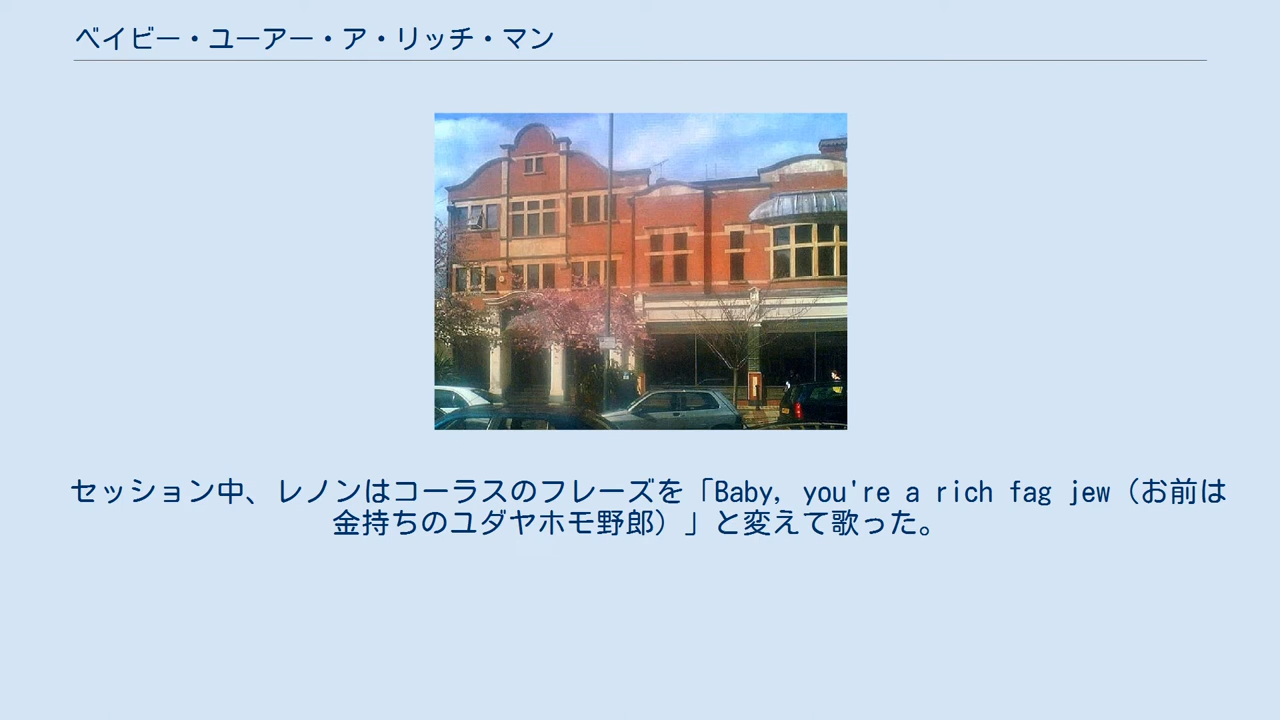 ベイビー・ユーアー・ア・リッチ・マン
セッション中、レノンはコーラスのフレーズを「Baby, you're a rich fag jew（お前は
金持ちのユダヤホモ野郎）」と変えて歌った。